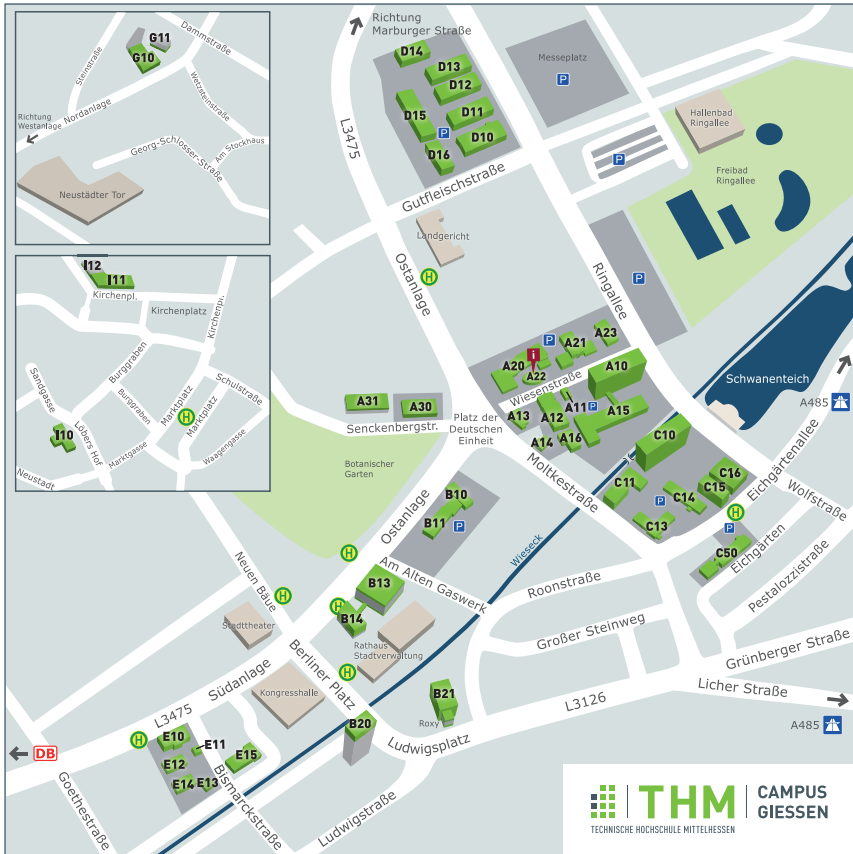 G11
G10
Dammstraße
Steinstraße
Wetzsteinstraße
Nordanlage
Richtung
Westanlage
Georg-Schlosser-Straße
Am Stockhaus
Neustädter Tor
I12
I11
Kirchenpl.
Kirchenplatz
Kirchenpl.
Burggraben
Burggraben
Sandgasse
Löbers Hof
Marktplatz
Marktplatz
Schulstraße
Marktgasse
Waagengasse
H
I10
Neustadt
Richtung
Marburger Straße
L3475
D14
D13
D12
D15
D11
P
D10
D16
Gutfleischstraße
Messeplatz
P
P
Hallenbad
Ringallee
Freibad
Ringallee
Landgericht
H
Ostanlage
Ringallee
P
A23
P
A21
i
A20
A22
A10
Wiesenstraße
Schwanenteich
A485
A31
A30
Senckenbergstr.
Platz der
Deutschen
Einheit
A13
A12
A11
P
A15
A14
A16
C10
Moltkestraße
Botanischer
Garten
C16
C15
C11
C14
P
C13
Eichgärtenallee
H
P
Wolfstraße
C50
Eichgärten
Pestalozzistraße
Ostanlage
B10
B11
P
Wieseck
H
Am Alten Gaswerk
B13
H
B14
H
Neuen Bäue
Stadttheater
Rathaus
Stadtverwaltung
Roonstraße
Großer Steinweg
Grünberger Straße
Licher Straße
A485
L3126
Berliner Platz
H
Kongresshalle
Südanlage
L3475
B21
Roxy
B20
Ludwigsplatz
H
E10
E11
E12
E15
E14
E13
DB
Goethestraße
Bismarckstraße
Ludwigstraße
THM
CAMPUS
GIESSEN
TECHNISCHE HOCHSCHULE MITTELHESSEN